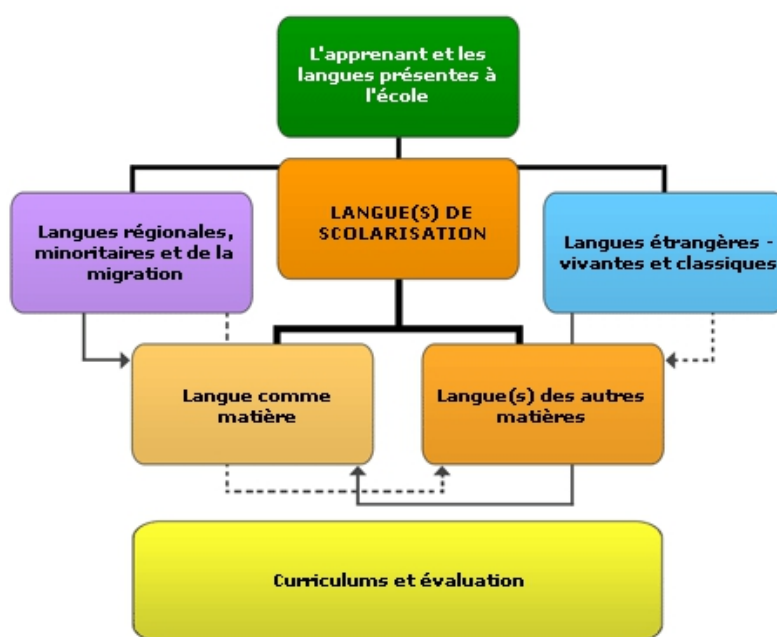 L'apprenant et les
langues présentes à
l'école
LANGUE(S) DE
SCOLARISATION
Langues régionales,
minoritaires et de la
migration
Langues étrangères -
vivantes et classiques
Langue comme
matière
Langue(s) des autres
matières
Curriculums et évaluation